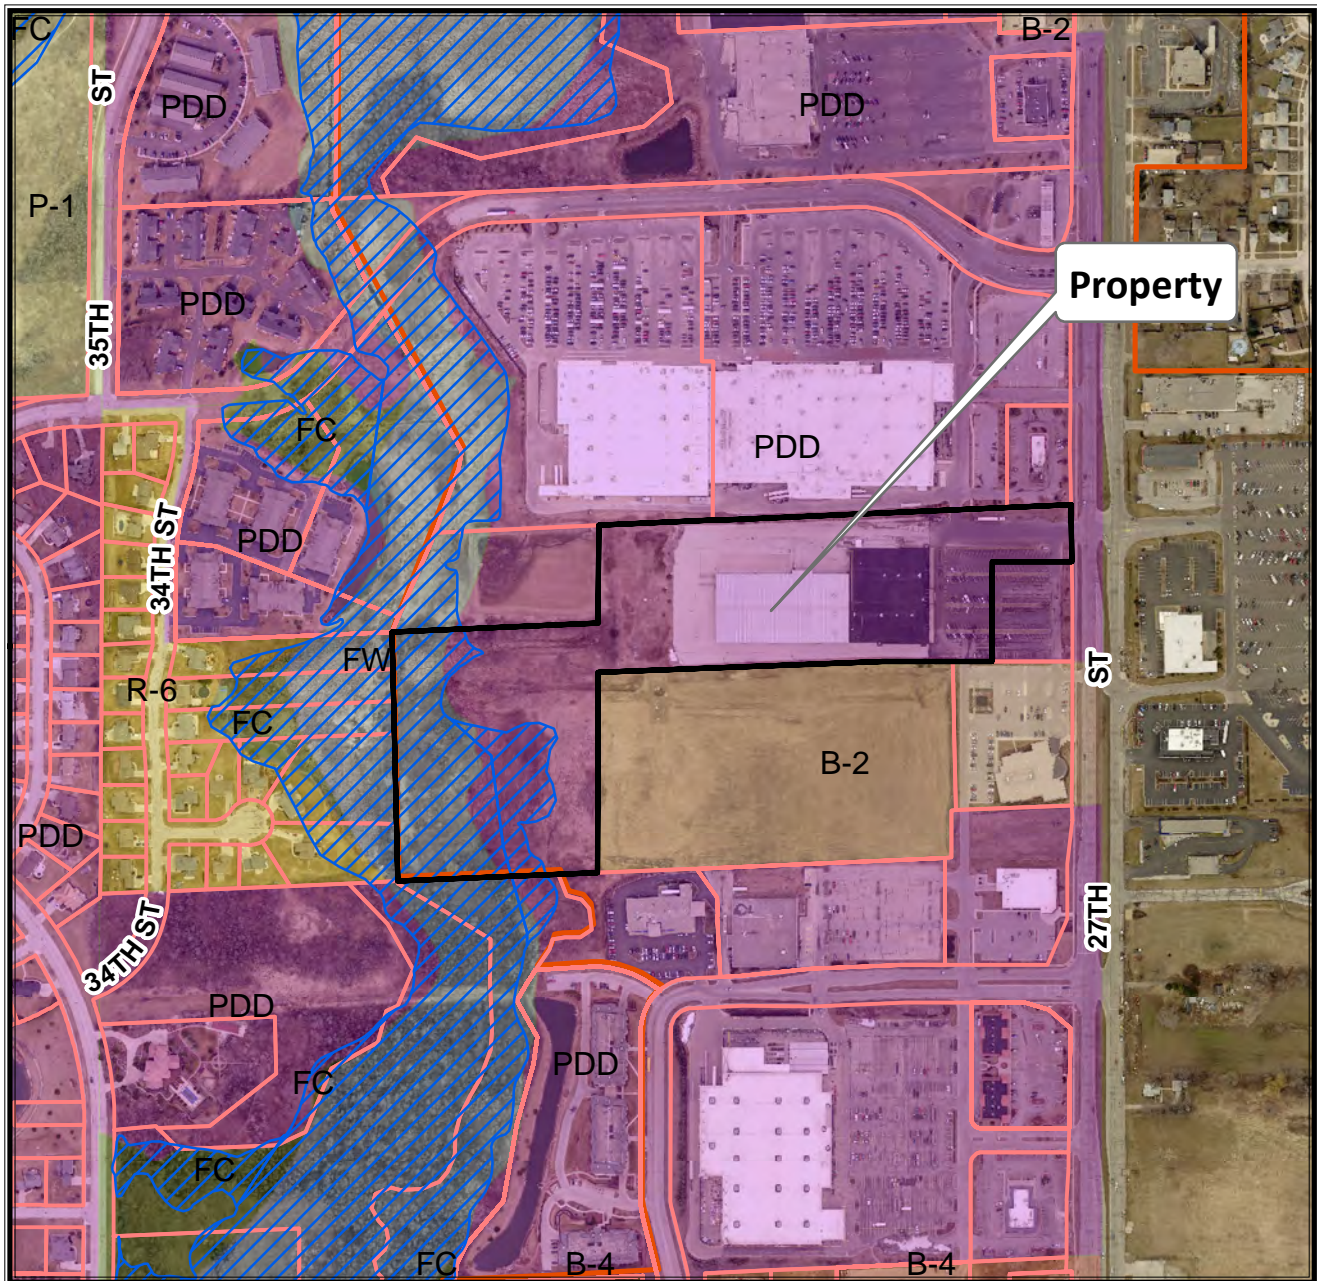 FC
B-2
ST
PDD
PDD
P-1
Property
PDD
35TH
FC
PDD
34TH ST
PDD
FW
ST
R-6
FC
B-2
PDD
27TH
34TH ST
PDD
PDD
FC
FC
FC
B-4
B-4